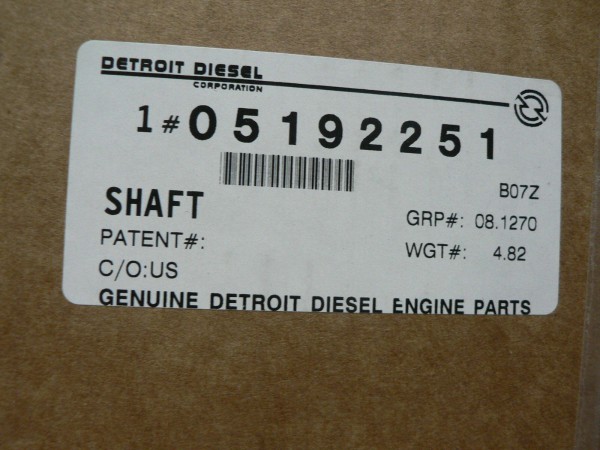 DETROIT DIESEL
CORPORATION
1 # 05192251
B07Z
SHAFT
GRP#: 08.1270
PATENT#:
WGT#: 4.82
C/O:US
GENUINE DETROIT DIESEL ENGINE PARTS